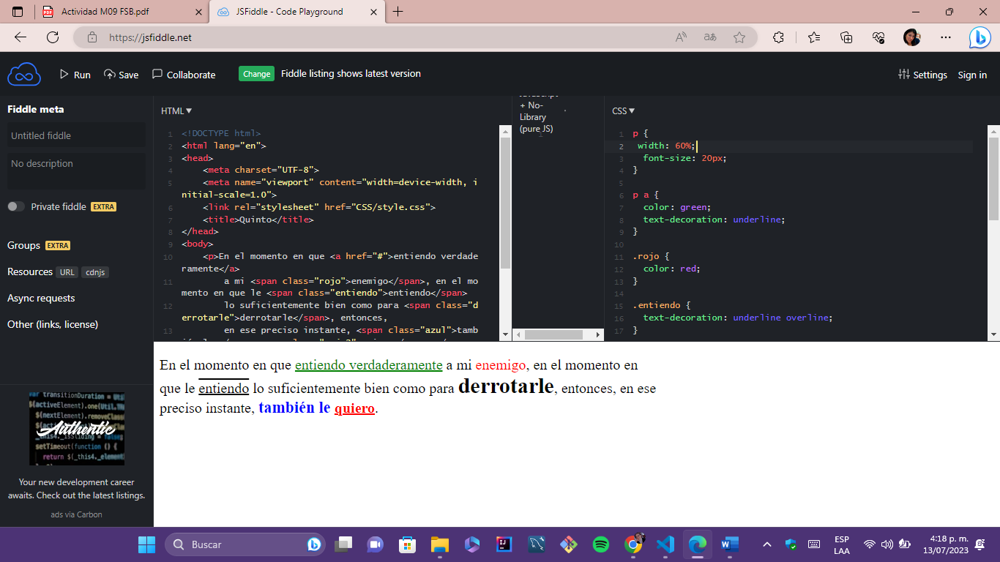 Actividad M09 FSB.pdf
JSFiddle - Code Playground
https://jsfiddle.net
Run
Save
Collaborate
Change
Fiddle listing shows latest version
Settings
Sign in
Fiddle meta
Untitled fiddle
No description
Private fiddle EXTRA
Groups EXTRA
Resources URL cdnjs
Async requests
Other (links, license)
HTML
1 <!DOCTYPE html>
2 <html lang="en">
3 <head>
4 <meta charset="UTF-8">
5 <meta name="viewport" content="width=device-width, i
nitial-scale=1.0">
6 <link rel="stylesheet" href="CSS/style.css">
7 <title>Quinto</title>
8 </head>
9 <body>
10 <p>En el momento en que <a href="#">entiendo verdade
ramente</a>
11 a mi <span class="rojo">enemigo</span>, en el mo
mento en que le <span class="entiendo">entiendo</span>
12 lo suficientemente bien como para <span class="d
errotarle">derrotarle</span>, entonces,
13 en ese preciso instante, <span class="azul">tamb
+ No-
Library
(pure JS)
CSS
1 p {
2 width: 60%;
3 font-size: 20px;
4 }
5
6 p a {
7 color: green;
8 text-decoration: underline;
9 }
10
11 .rojo {
12 color: red;
13 }
14
15 .entiendo {
16 text-decoration: underline overline;
17 }
En el momento en que entiendo verdaderamente a mi enemigo, en el momento en
que le entiendo lo suficientemente bien como para derrotarle, entonces, en ese
preciso instante, también le quiero.
Authentic
Your new development career
awaits. Check out the latest listings.
ads via Carbon
Buscar
ESP
LAA
4:18 p. m.
13/07/2023